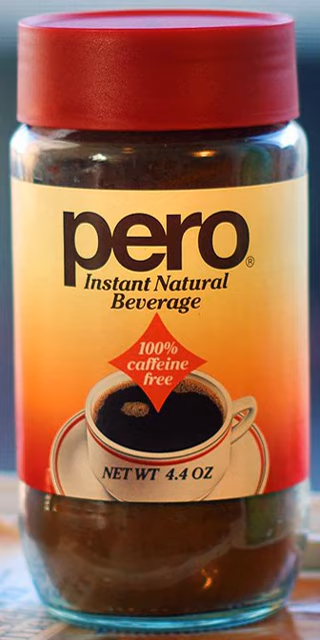 pero®
Instant Natural
Beverage
100%
caffeine
free
NET WT 4.4 OZ